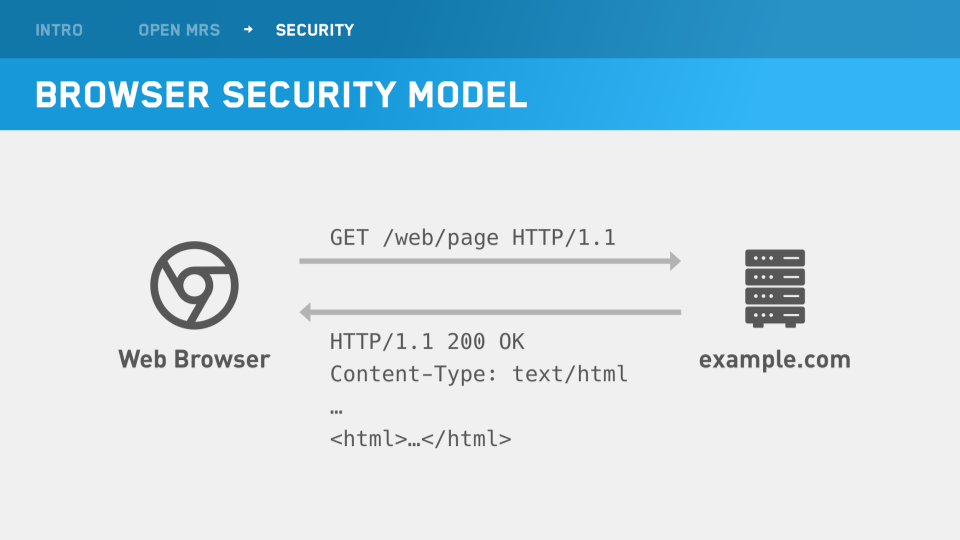 INTRO OPEN MRS → SECURITY
BROWSER SECURITY MODEL
GET /web/page HTTP/1.1
Web Browser
example.com
HTTP/1.1 200 OK
Content-Type: text/html
…
<html>…</html>